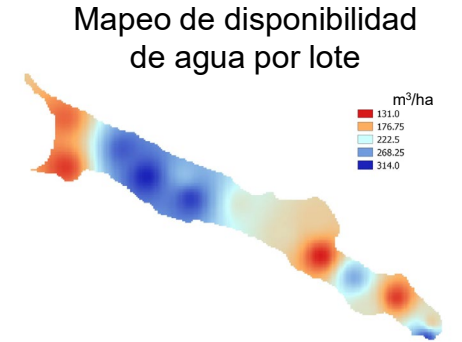 Mapeo de disponibilidad
de agua por lote
m³/ha
131.0
176.75
222.5
268.25
314.0